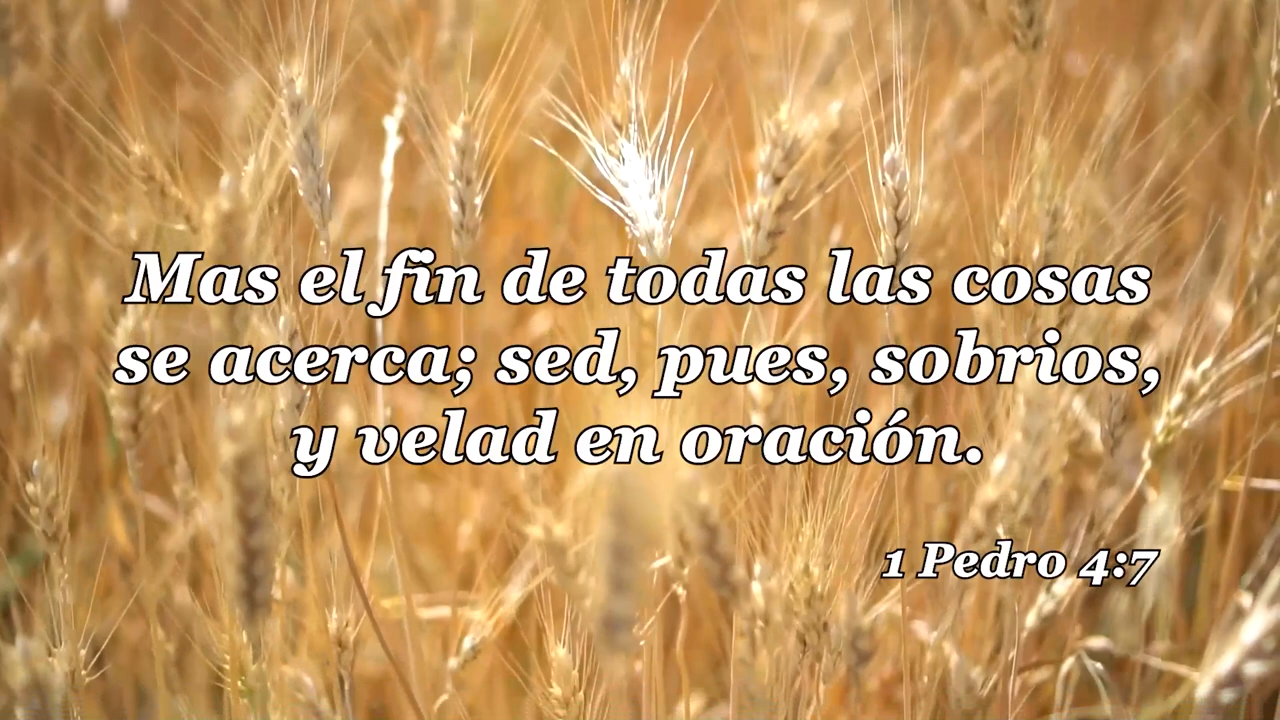 Mas el fin de todas las cosas
se acerca; sed, pues, sobrios,
y velad en oración.
1 Pedro 4:7